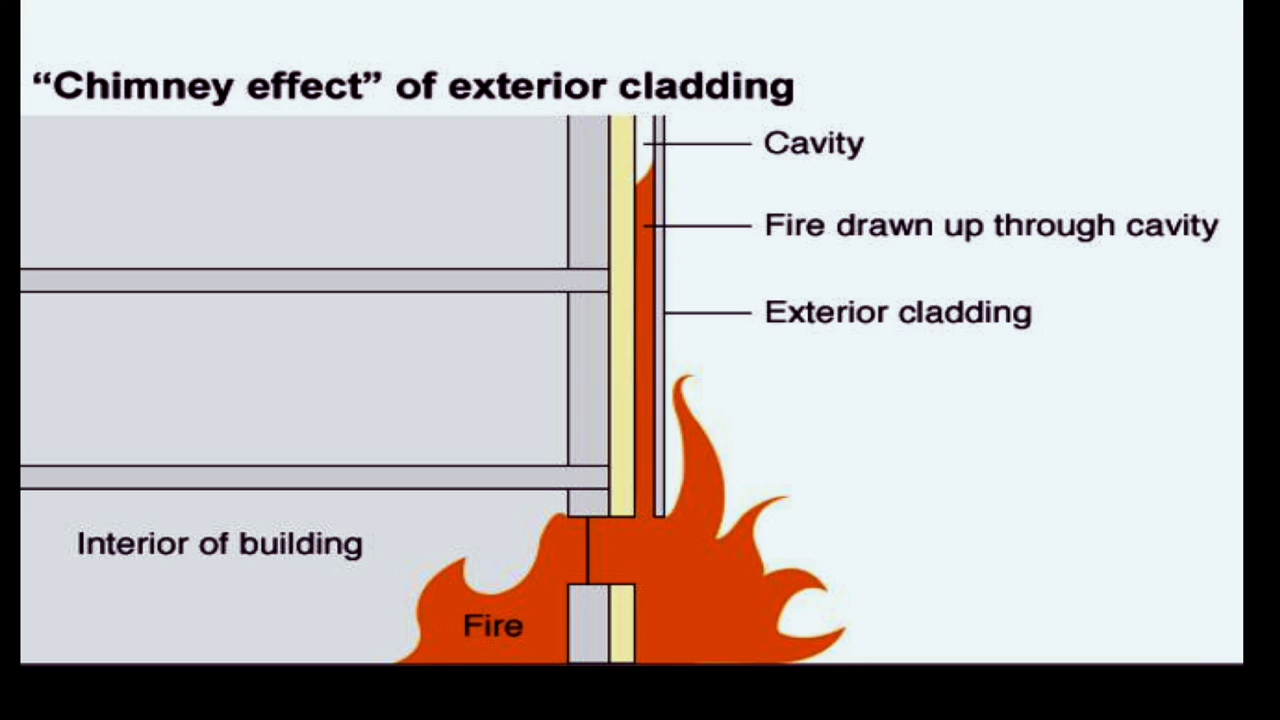 “Chimney effect” of exterior cladding
Cavity
Fire drawn up through cavity
Exterior cladding
Interior of building
Fire